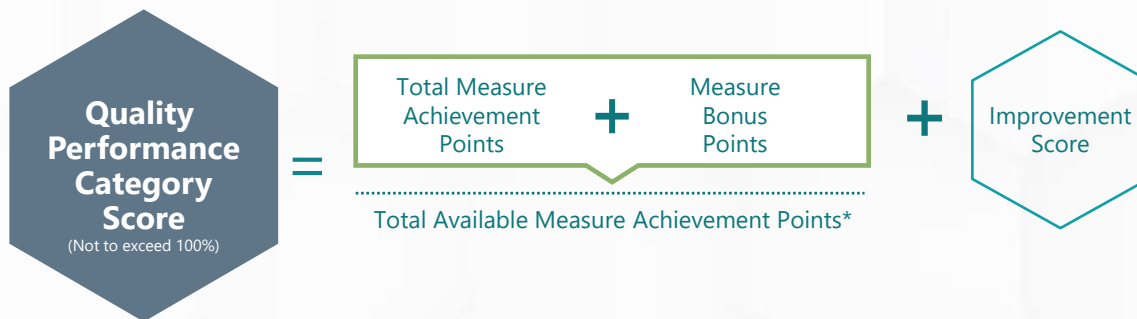 Quality
Performance
Category
Score
(Not to exceed 100%)
=
Total Measure
Achievement
Points
+
Measure
Bonus
Points
Total Available Measure Achievement Points*
+
Improvement
Score